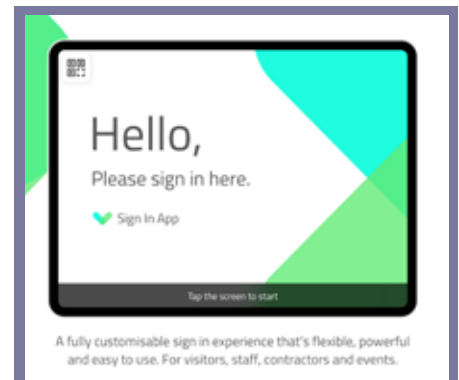 Hello,
Please sign in here.
Sign In App
Tap the screen to start
A fully customisable sign in experience that's flexible, powerful
and easy to use. For visitors, staff, contractors and events.